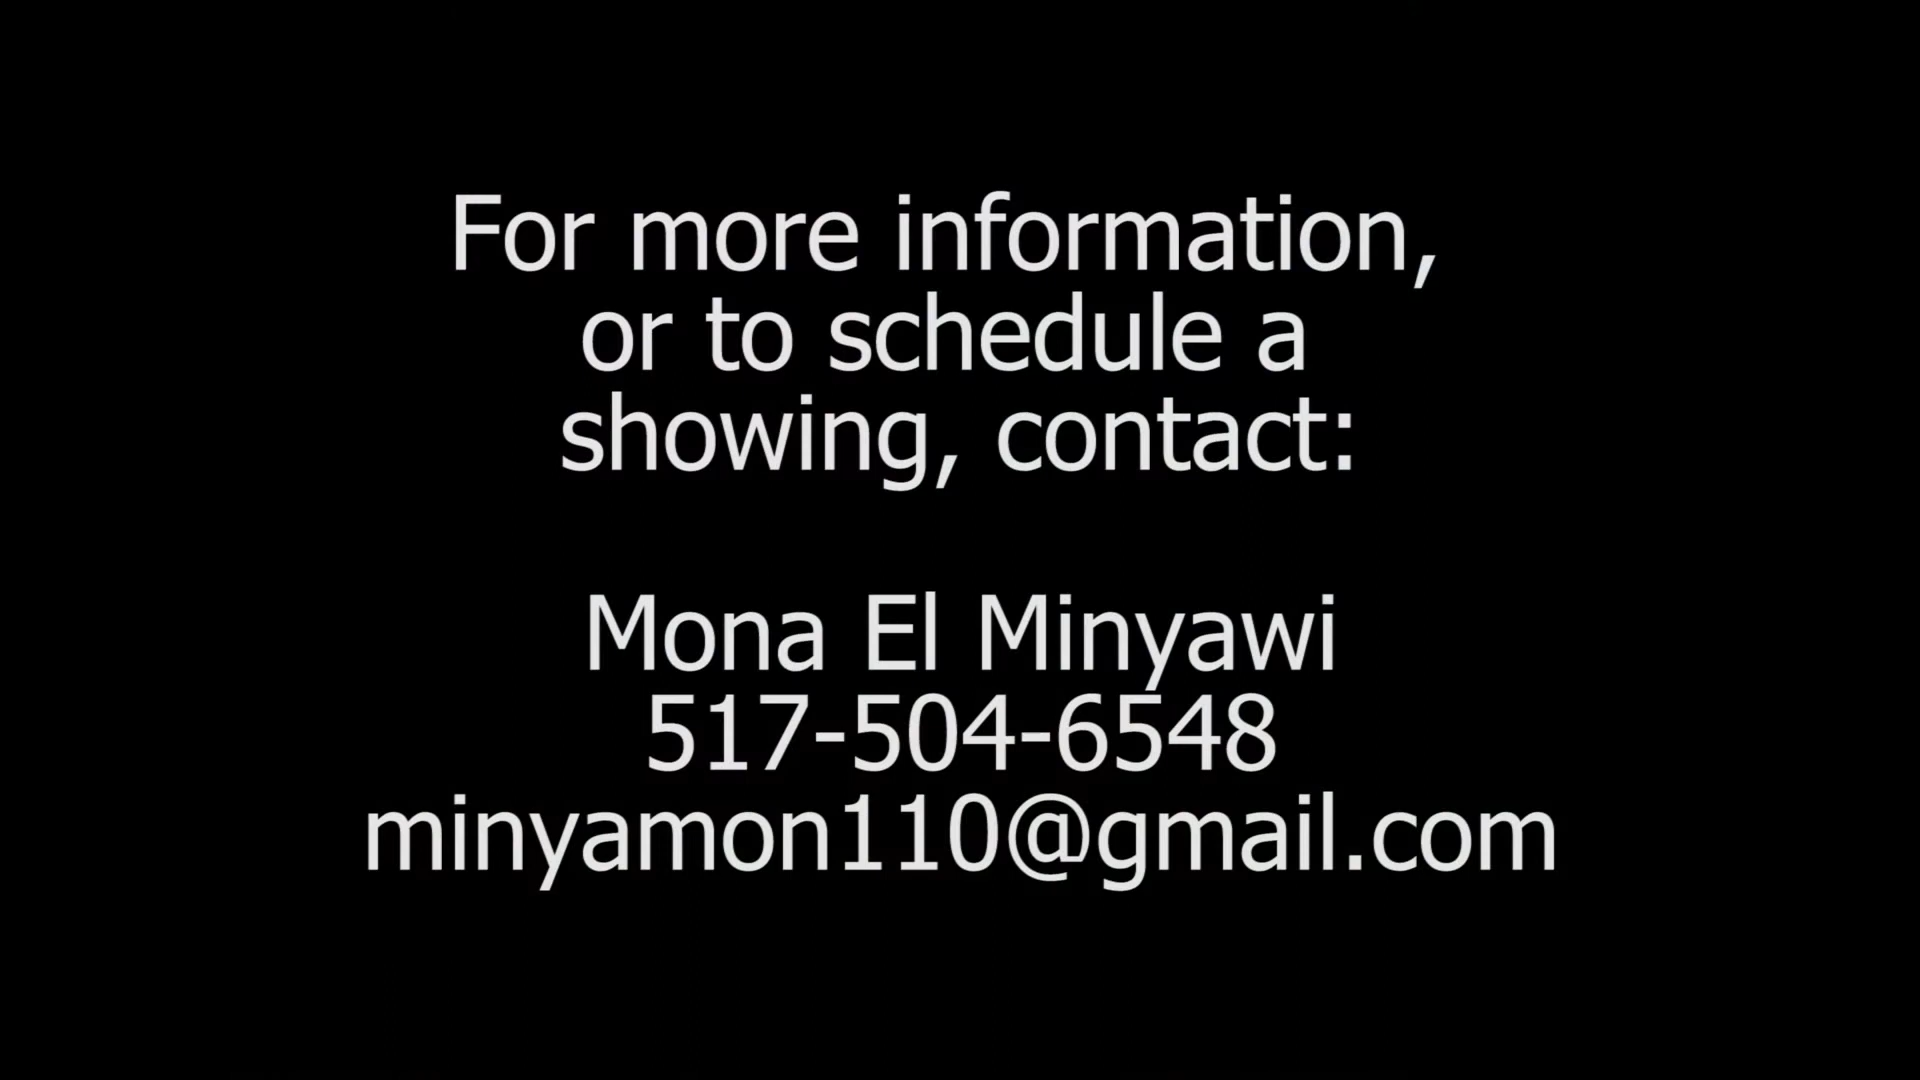 For more information,
or to schedule a
showing, contact:
Mona El Minyawi
517-504-6548
minyamon110@gmail.com